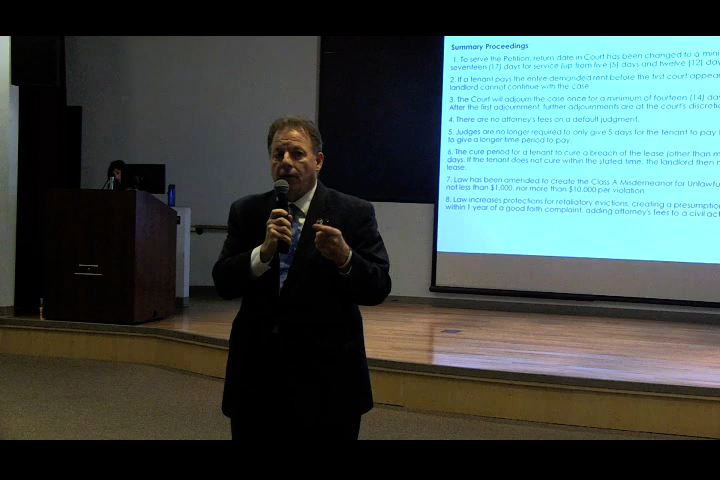 Summary Proceedings
1. To serve the Petition, return date in Court has been changed to a mini
seventeen (17) days for service (up from five (5) days and twelve (12) day
2. If a tenant pays the entire demanded rent before the first court appea
landlord cannot continue with the case.
3. The Court will adjourn the case once for a minimum of fourteen (14) da
After the first adjournment, further adjournments are at the court's discreti
4. There are no attorney's fees on a default judgment.
5. Judges are no longer required to only give 5 days for the tenant to pay
to give a longer time period to pay.
6. The cure period for a tenant to cure a breach of the lease (other than m
days. If the tenant does not cure within the stated time, the landlord then m
lease.
7. Law has been amended to create the Class A Misdemeanor for Unlawfu
not less than $1,000, nor more than $10,000 per violation.
8. Law increases protections for retaliatory evictions, creating a presumption
within 1 year of a good faith complaint, adding attorney's fees to a civil act